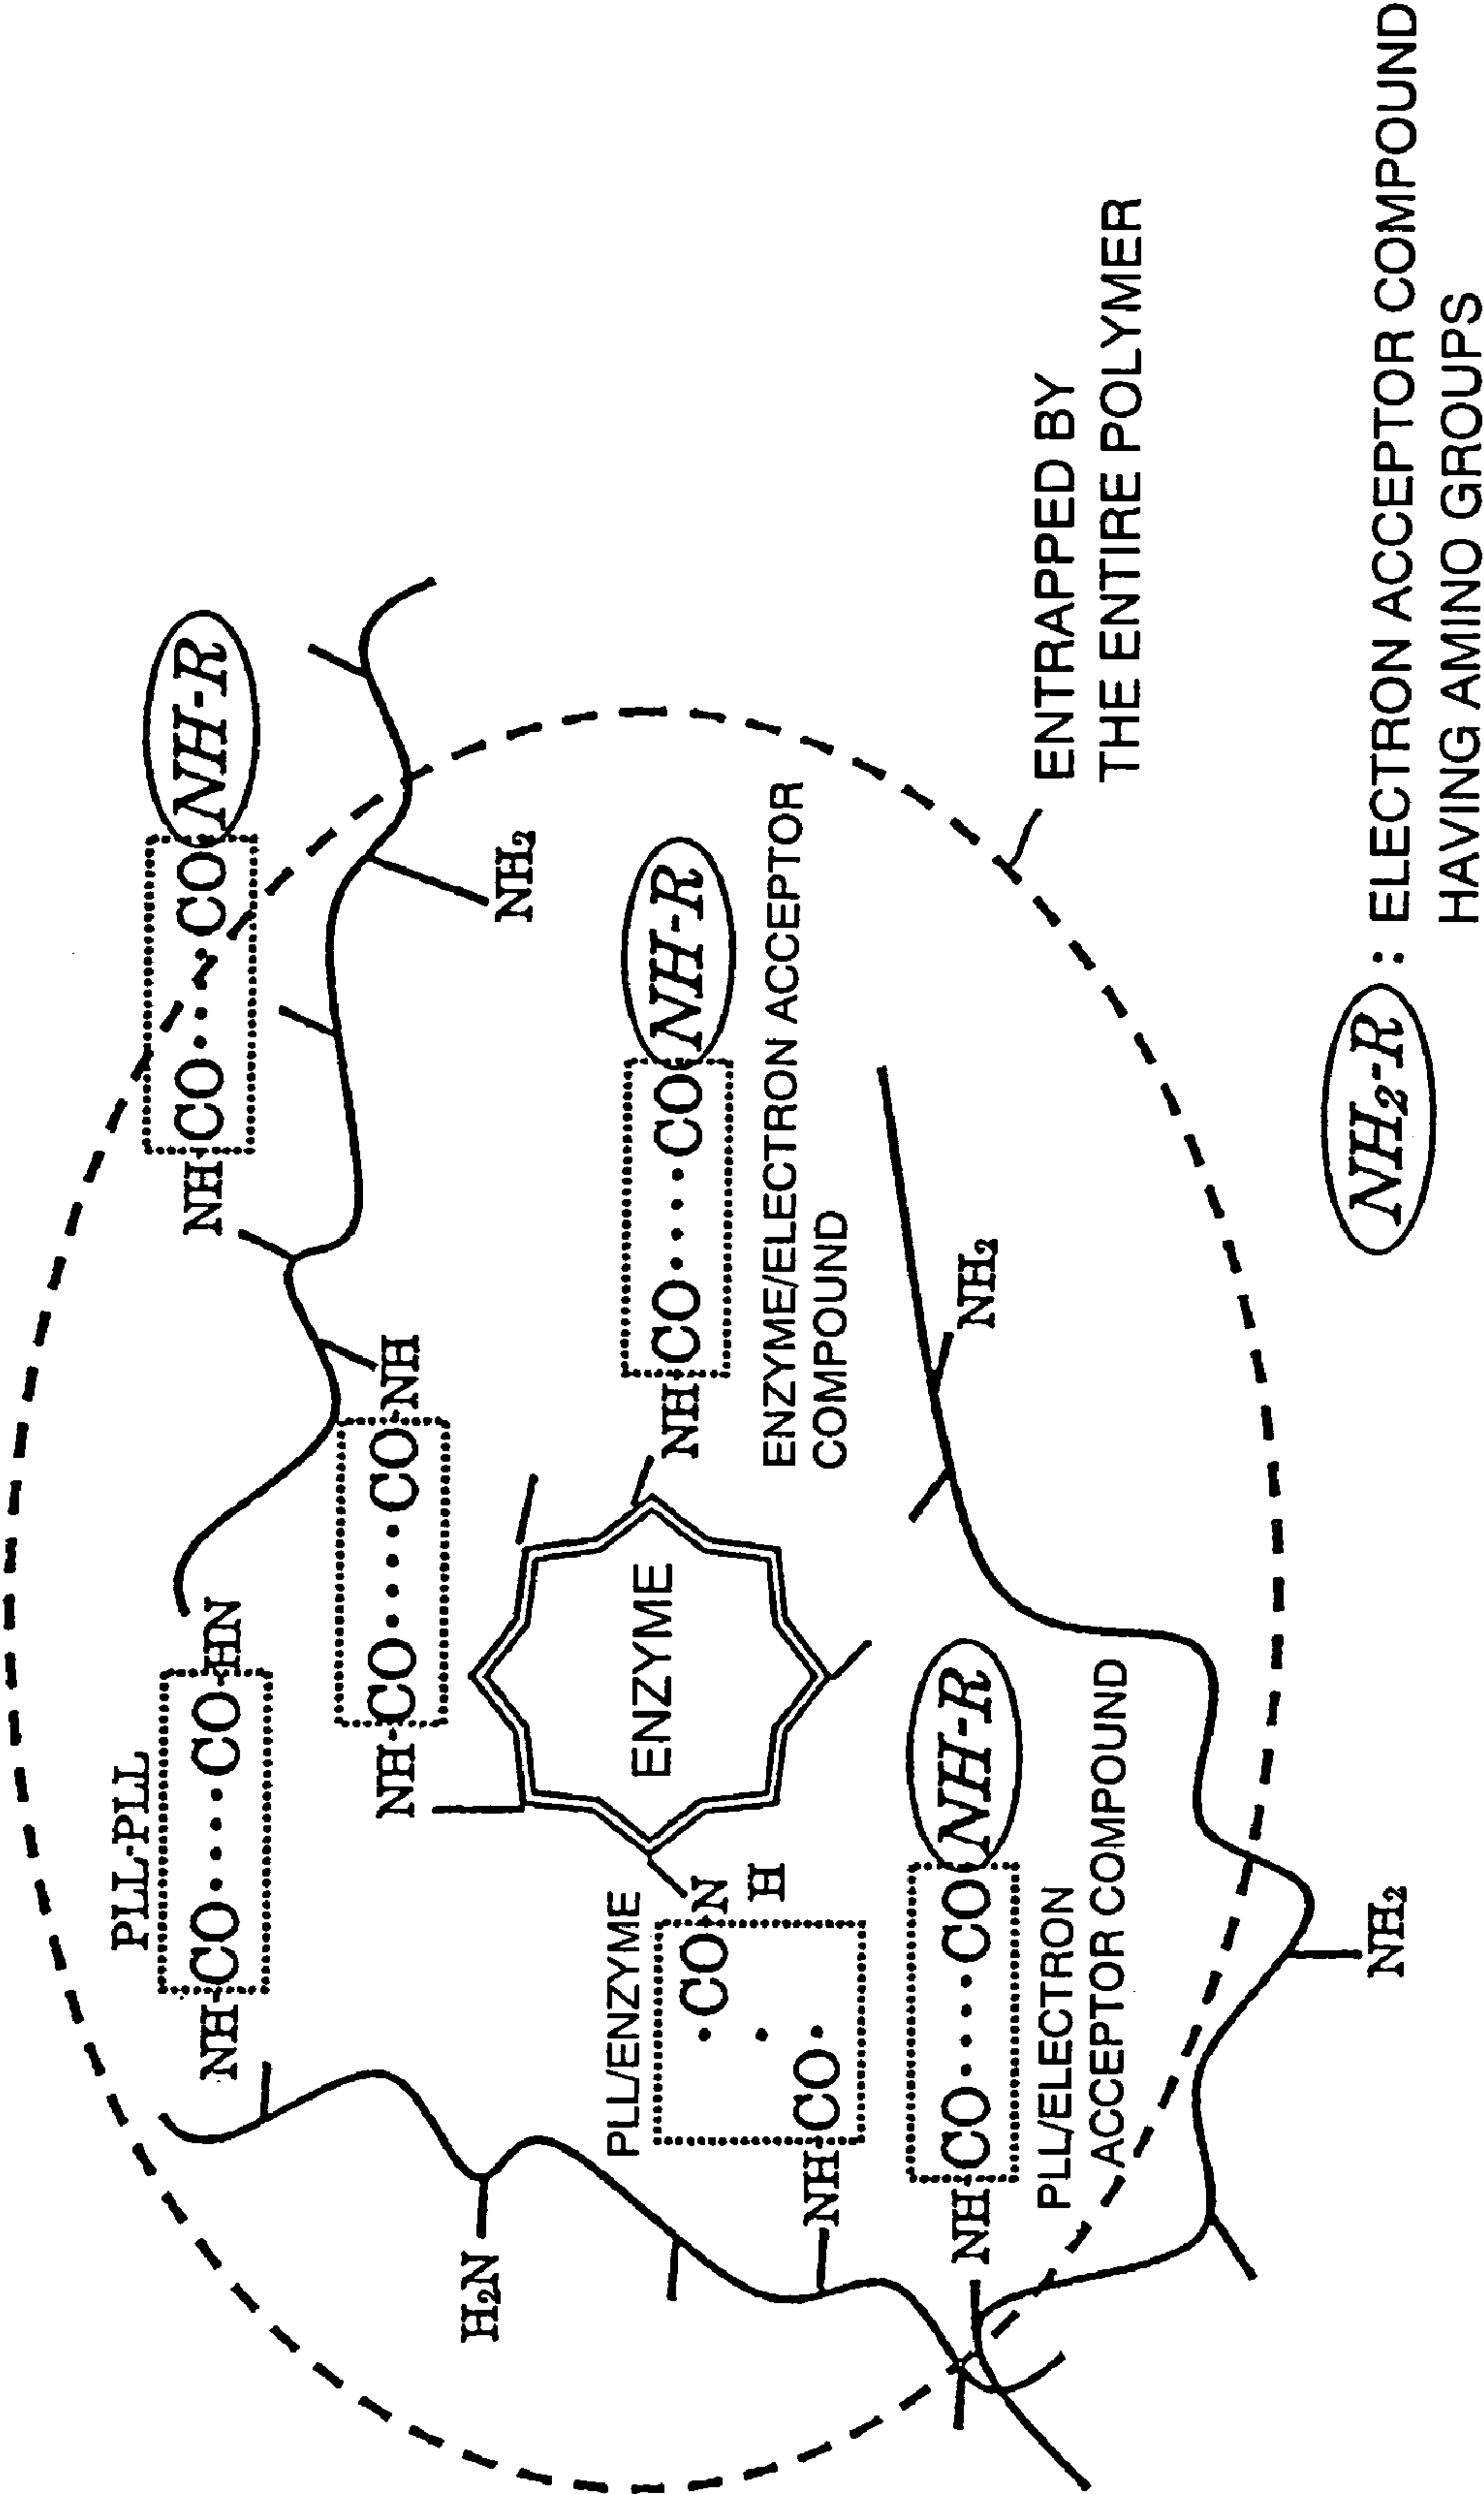 PLL-PLL
NH-CO····CO-HN
NH-CO····CO NH-R
NH-CO····CO-NH
H₂N
NH₂
PLL/ENZYME
ENZYME
NH-CO····CO NH-R
CO-N
H
NH-CO
ENZYME/ELECTRON ACCEPTOR
COMPOUND
NH-CO····CO NH-R
NH₂
PLL/ELECTRON
ACCEPTOR COMPOUND
ENTRAPPED BY
THE ENTIRE POLYMER
NH₂
NH₂-R : ELECTRON ACCEPTOR COMPOUND
HAVING AMINO GROUPS